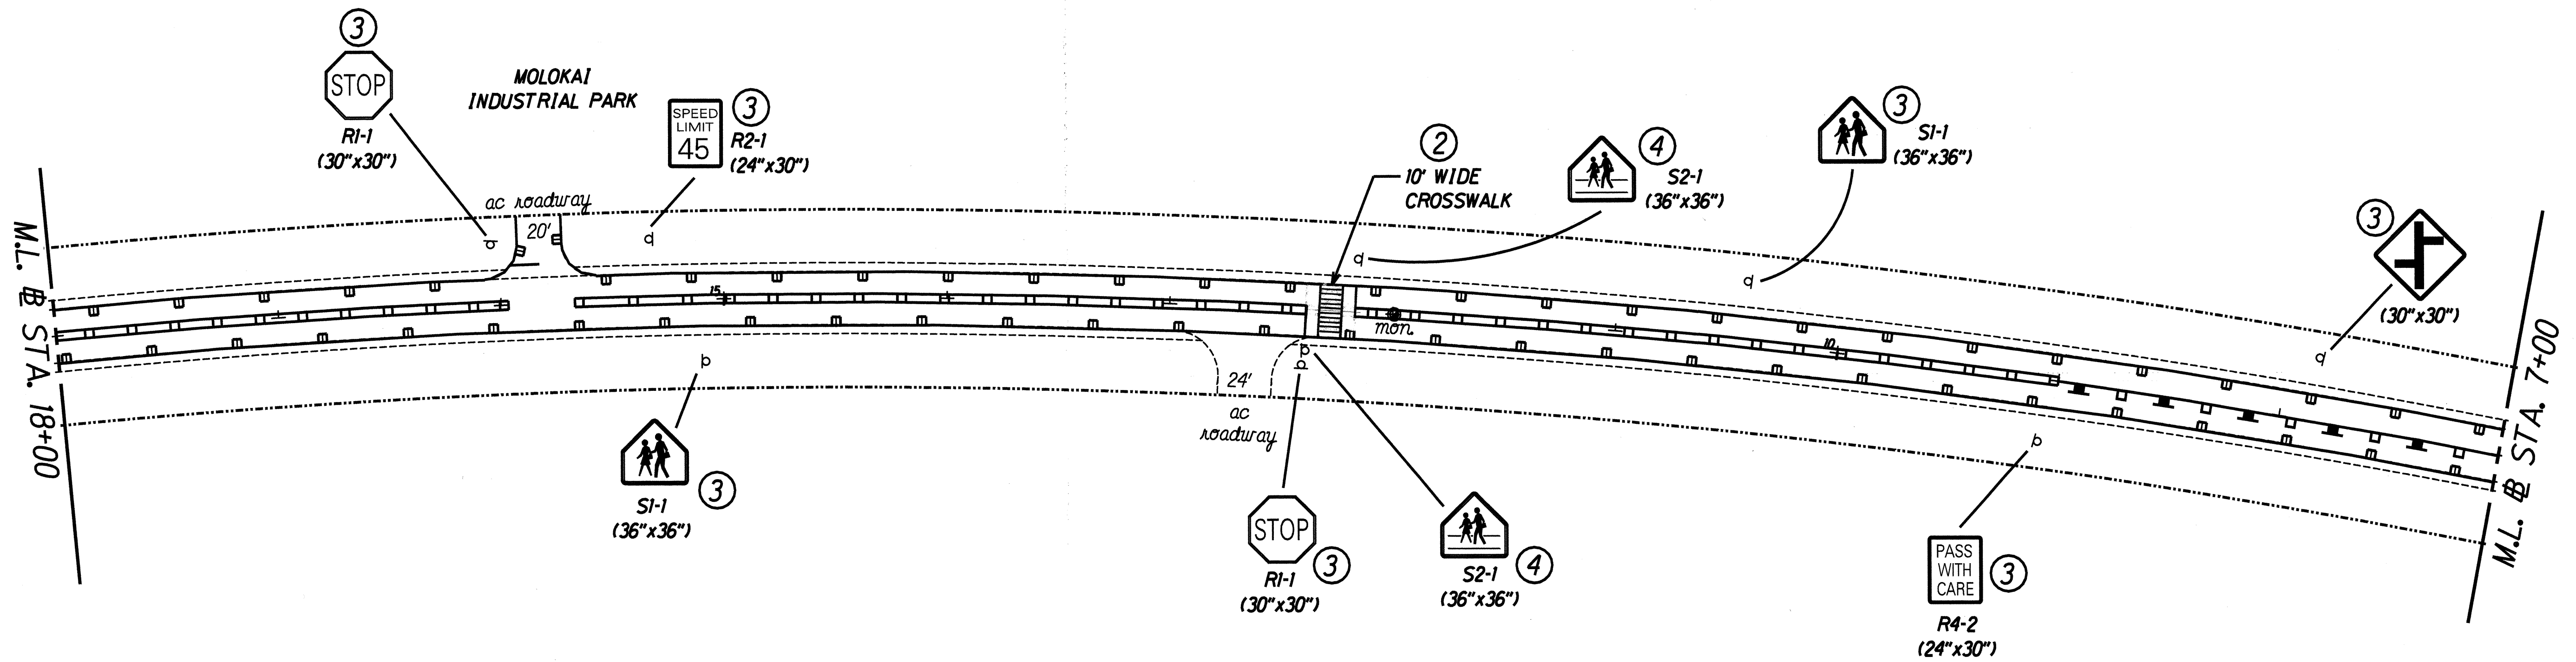 3
STOP
R1-1
(30"x30")
MOLOKAI
INDUSTRIAL PARK
SPEED
LIMIT
45
3
R2-1
(24"x30")
2
10' WIDE
CROSSWALK
4
S2-1
(36"x36")
3
S1-1
(36"x36")
3
(30"x30")
ac roadway
20'
M.L. B STA. 18+00
15
mon.
10
M.L. B STA. 7+00
24'
ac
roadway
S1-1
(36"x36")
3
STOP
R1-1
(30"x30")
3
S2-1
(36"x36")
4
PASS
WITH
CARE
3
R4-2
(24"x30")